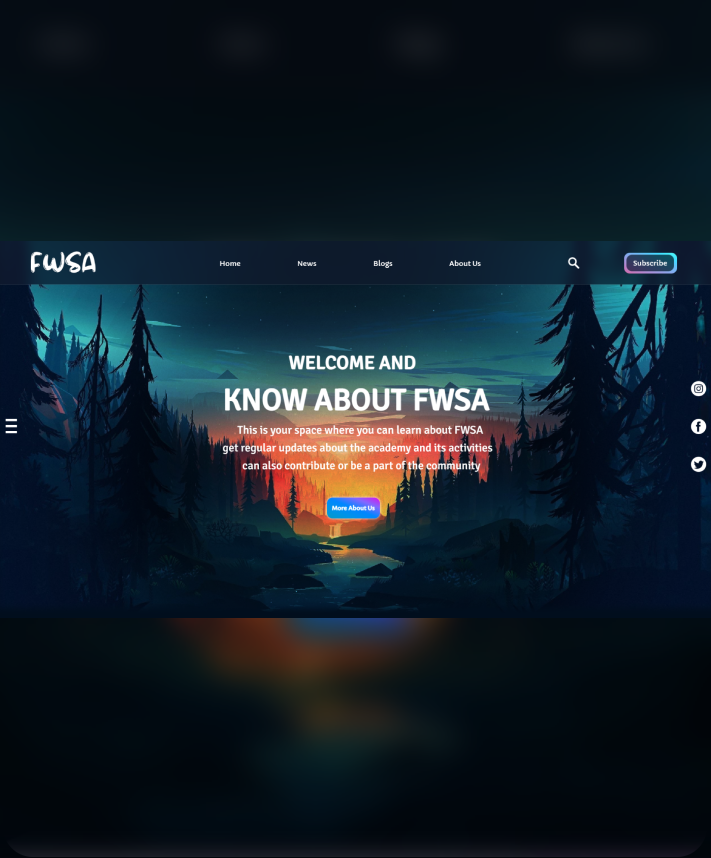 FWSA
Home News Blogs About Us Subscribe
WELCOME AND
KNOW ABOUT FWSA
This is your space where you can learn about FWSA
get regular updates about the academy and its activities
can also contribute or be a part of the community
More About Us